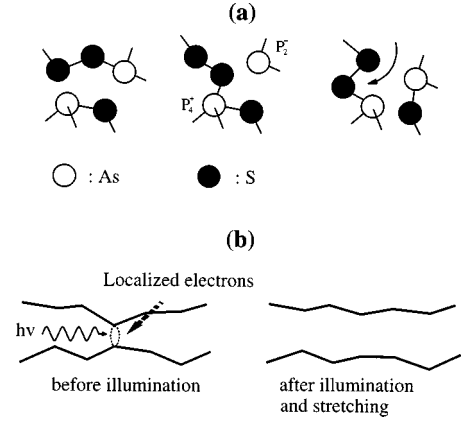 (a)
P₂⁻
P₄⁺
: As
: S
(b)
Localized electrons
hν
before illumination
after illumination
and stretching